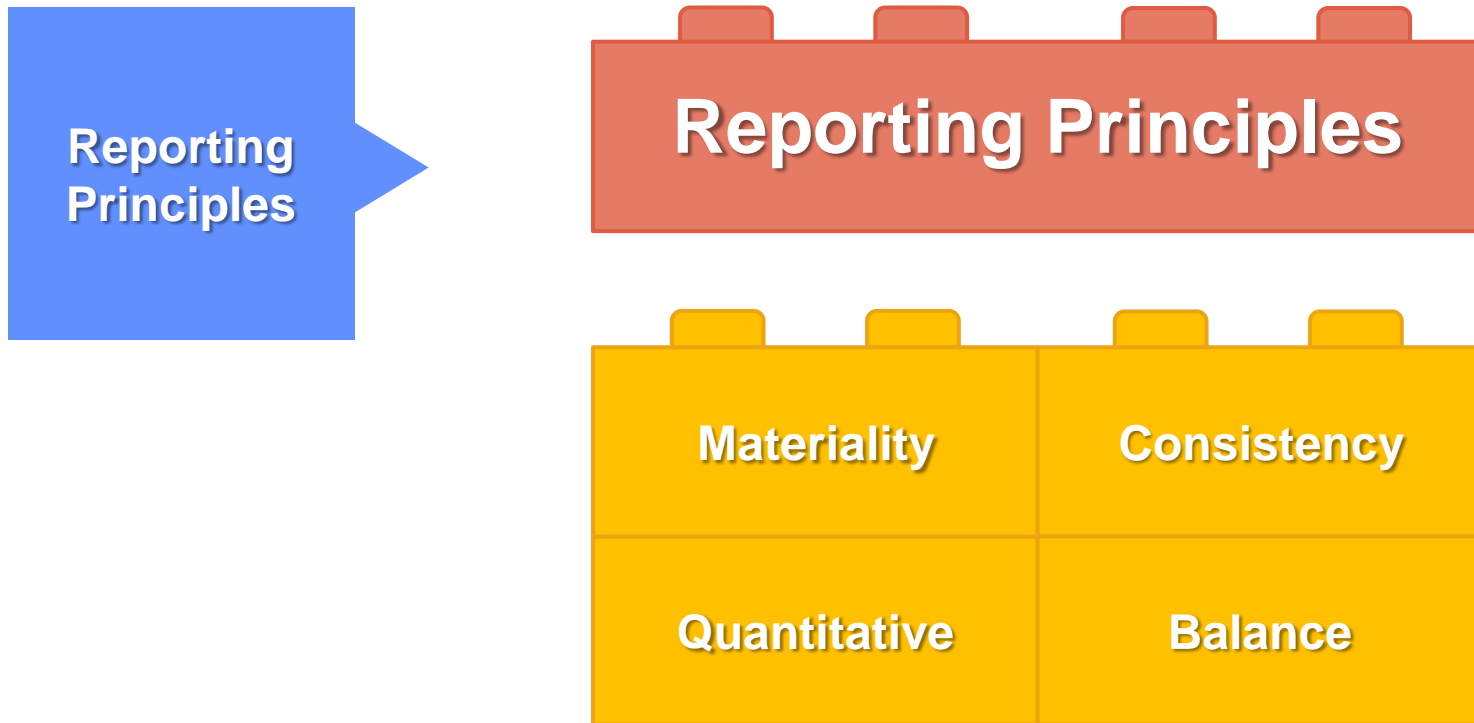 Reporting
Principles
Reporting Principles
Materiality
Consistency
Quantitative
Balance